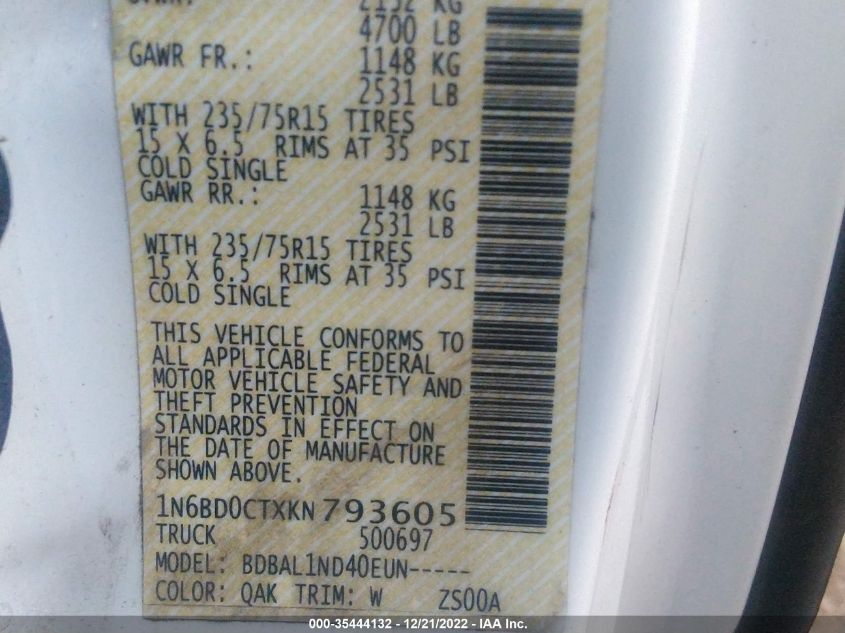 2132 KG
4700 LB
GAWR FR.: 1148 KG
2531 LB
WITH 235/75R15 TIRES
15 X 6.5 RIMS AT 35 PSI
COLD SINGLE
GAWR RR.: 1148 KG
2531 LB
WITH 235/75R15 TIRES
15 X 6.5 RIMS AT 35 PSI
COLD SINGLE
THIS VEHICLE CONFORMS TO
ALL APPLICABLE FEDERAL
MOTOR VEHICLE SAFETY AND
THEFT PREVENTION
STANDARDS IN EFFECT ON
THE DATE OF MANUFACTURE
SHOWN ABOVE.
1N6BD0CTXKN793605
TRUCK 500697
MODEL: BDBAL1ND40EUN-----
COLOR: QAK TRIM: W ZS00A
000-35444132 - 12/21/2022 - IAA Inc.